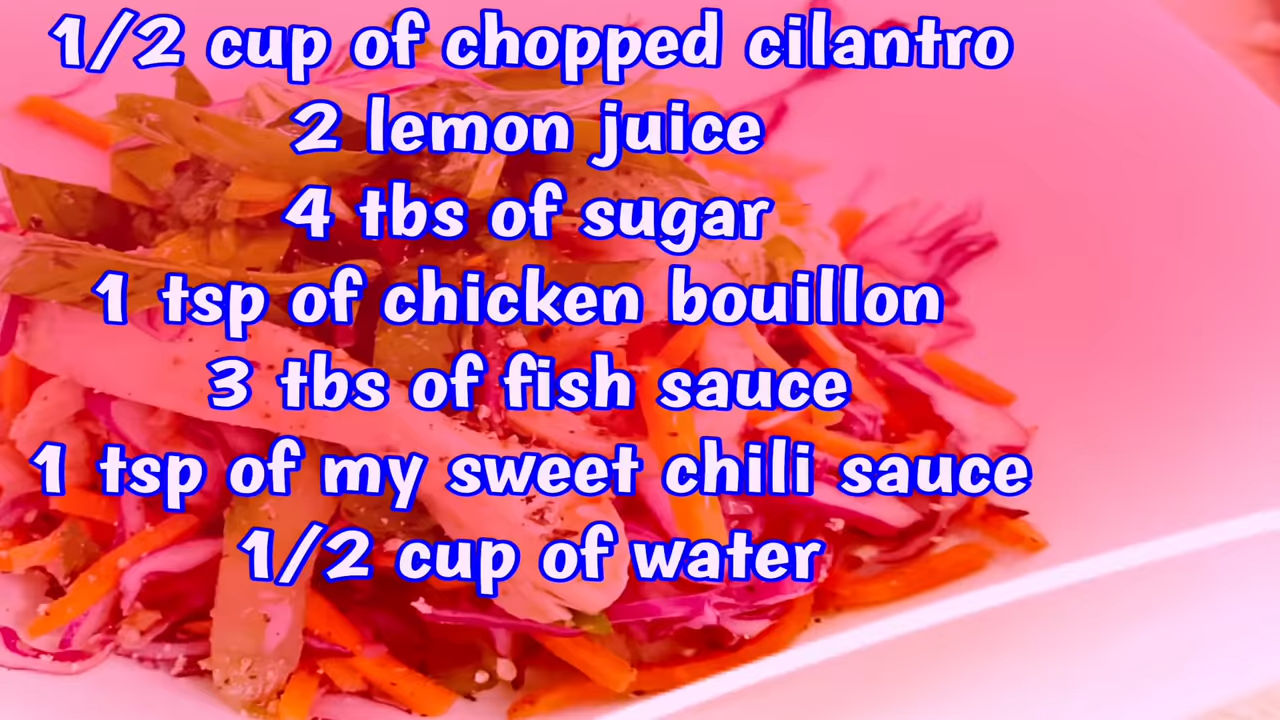 1/2 cup of chopped cilantro
2 lemon juice
4 tbs of sugar
1 tsp of chicken bouillon
3 tbs of fish sauce
1 tsp of my sweet chili sauce
1/2 cup of water